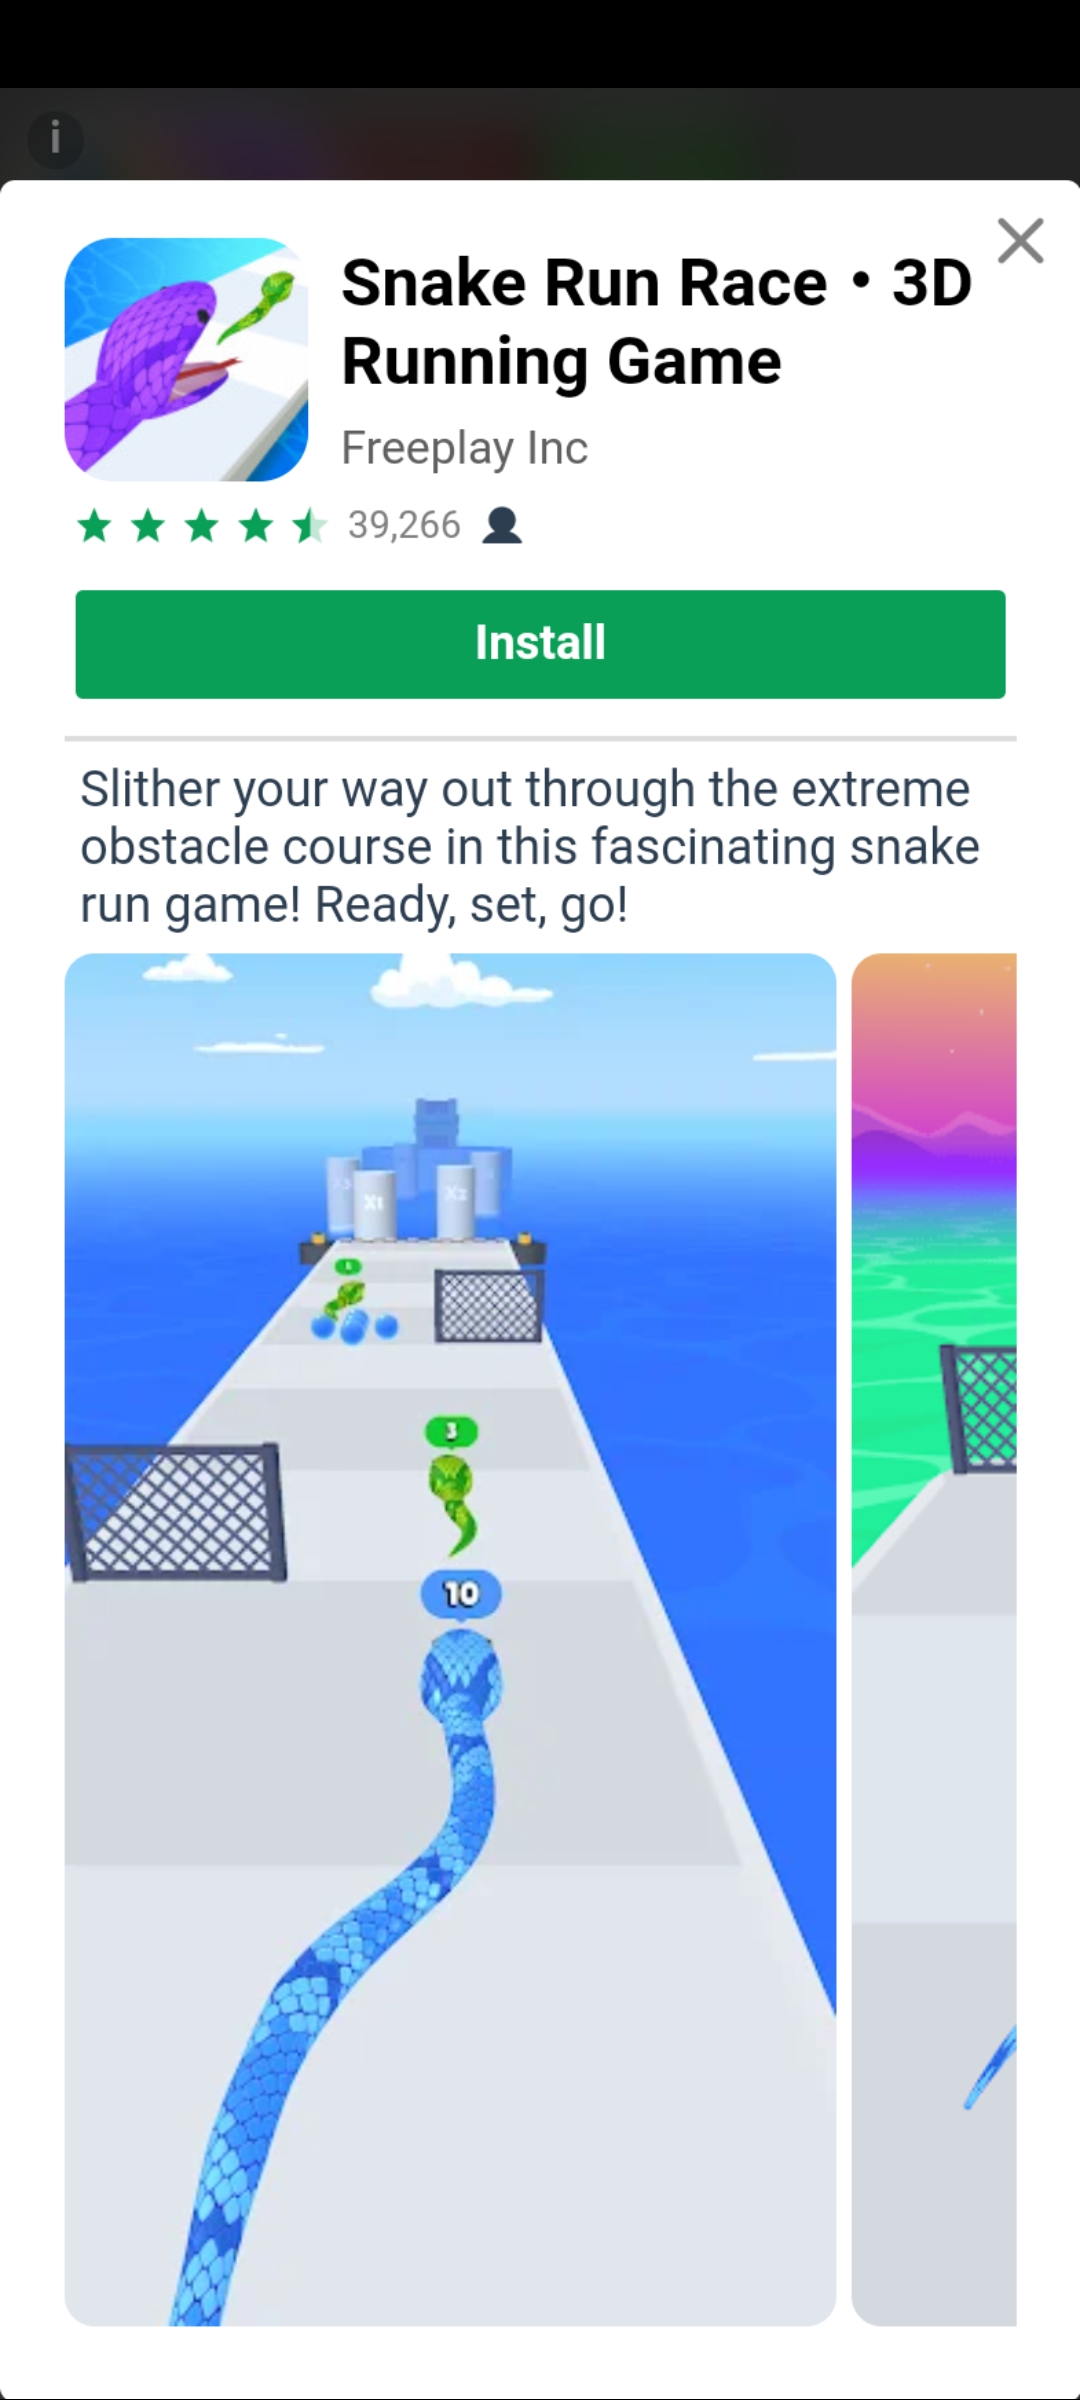 i
Snake Run Race • 3D
Running Game
Freeplay Inc
39,266
Install
Slither your way out through the extreme
obstacle course in this fascinating snake
run game! Ready, set, go!
X1
X2
3
10